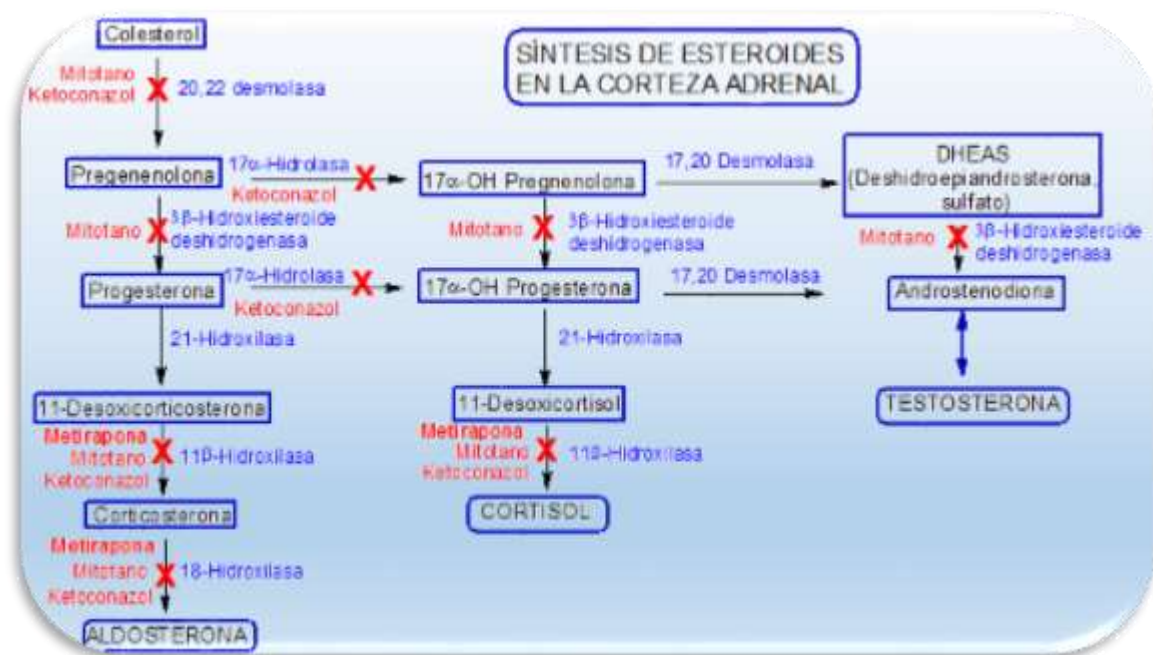 Colesterol
SÍNTESIS DE ESTEROIDES
EN LA CORTEZA ADRENAL
Mitotano
Ketoconazol
20,22 desmolasa
Pregenenolona
17α-Hidrolasa
Ketoconazol
17α-OH Pregnenolona
17,20 Desmolasa
DHEAS
(Deshidroepiandrosterona,
sulfato)
Mitotano
3β-Hidroxiesteroide
deshidrogenasa
Mitotano
3β-Hidroxiesteroide
deshidrogenasa
Mitotano
3β-Hidroxiesteroide
deshidrogenasa
Progesterona
17α-Hidrolasa
Ketoconazol
17α-OH Progesterona
17,20 Desmolasa
Androstenodiona
21-Hidroxilasa
21-Hidroxilasa
11-Desoxicorticosterona
11-Desoxicortisol
TESTOSTERONA
Metirapona
Mitotano
Ketoconazol
11β-Hidroxilasa
Metirapona
Mitotano
Ketoconazol
11β-Hidroxilasa
Corticosterona
CORTISOL
Metirapona
Mitotano
Ketoconazol
18-Hidroxilasa
ALDOSTERONA